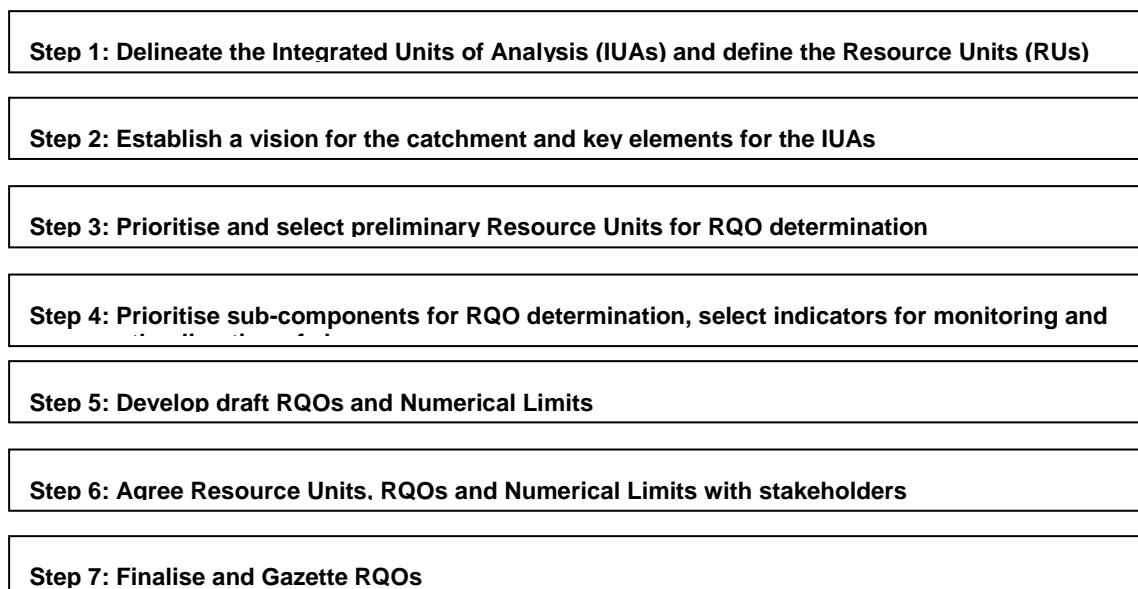 Step 1: Delineate the Integrated Units of Analysis (IUAs) and define the Resource Units (RUs)
Step 2: Establish a vision for the catchment and key elements for the IUAs
Step 3: Prioritise and select preliminary Resource Units for RQO determination
Step 4: Prioritise sub-components for RQO determination, select indicators for monitoring and
Step 5: Develop draft RQOs and Numerical Limits
Step 6: Agree Resource Units, RQOs and Numerical Limits with stakeholders
Step 7: Finalise and Gazette RQOs